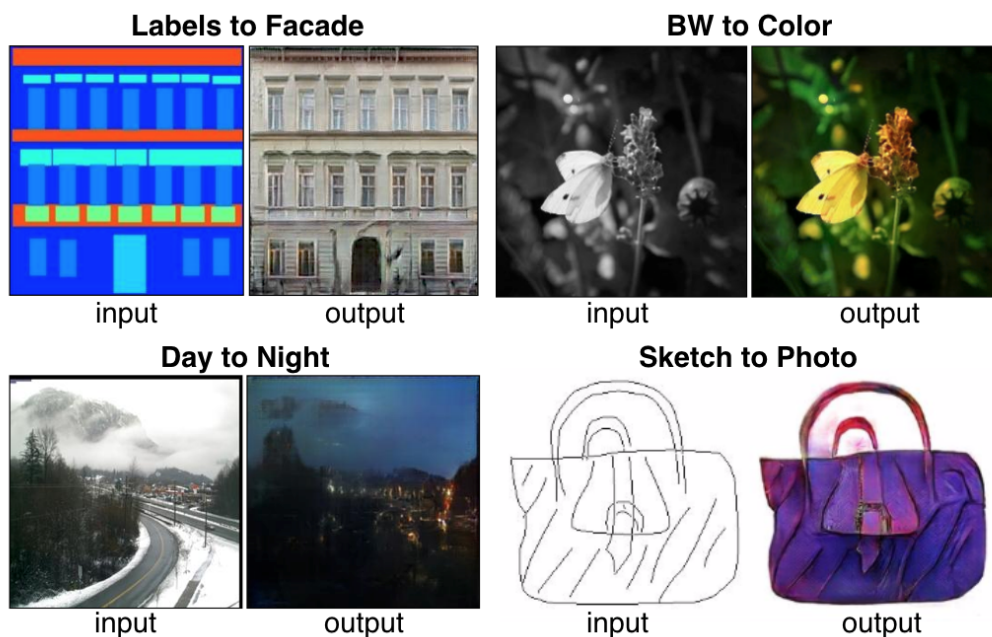 Labels to Facade
BW to Color
input
output
input
output
Day to Night
Sketch to Photo
input
output
input
output